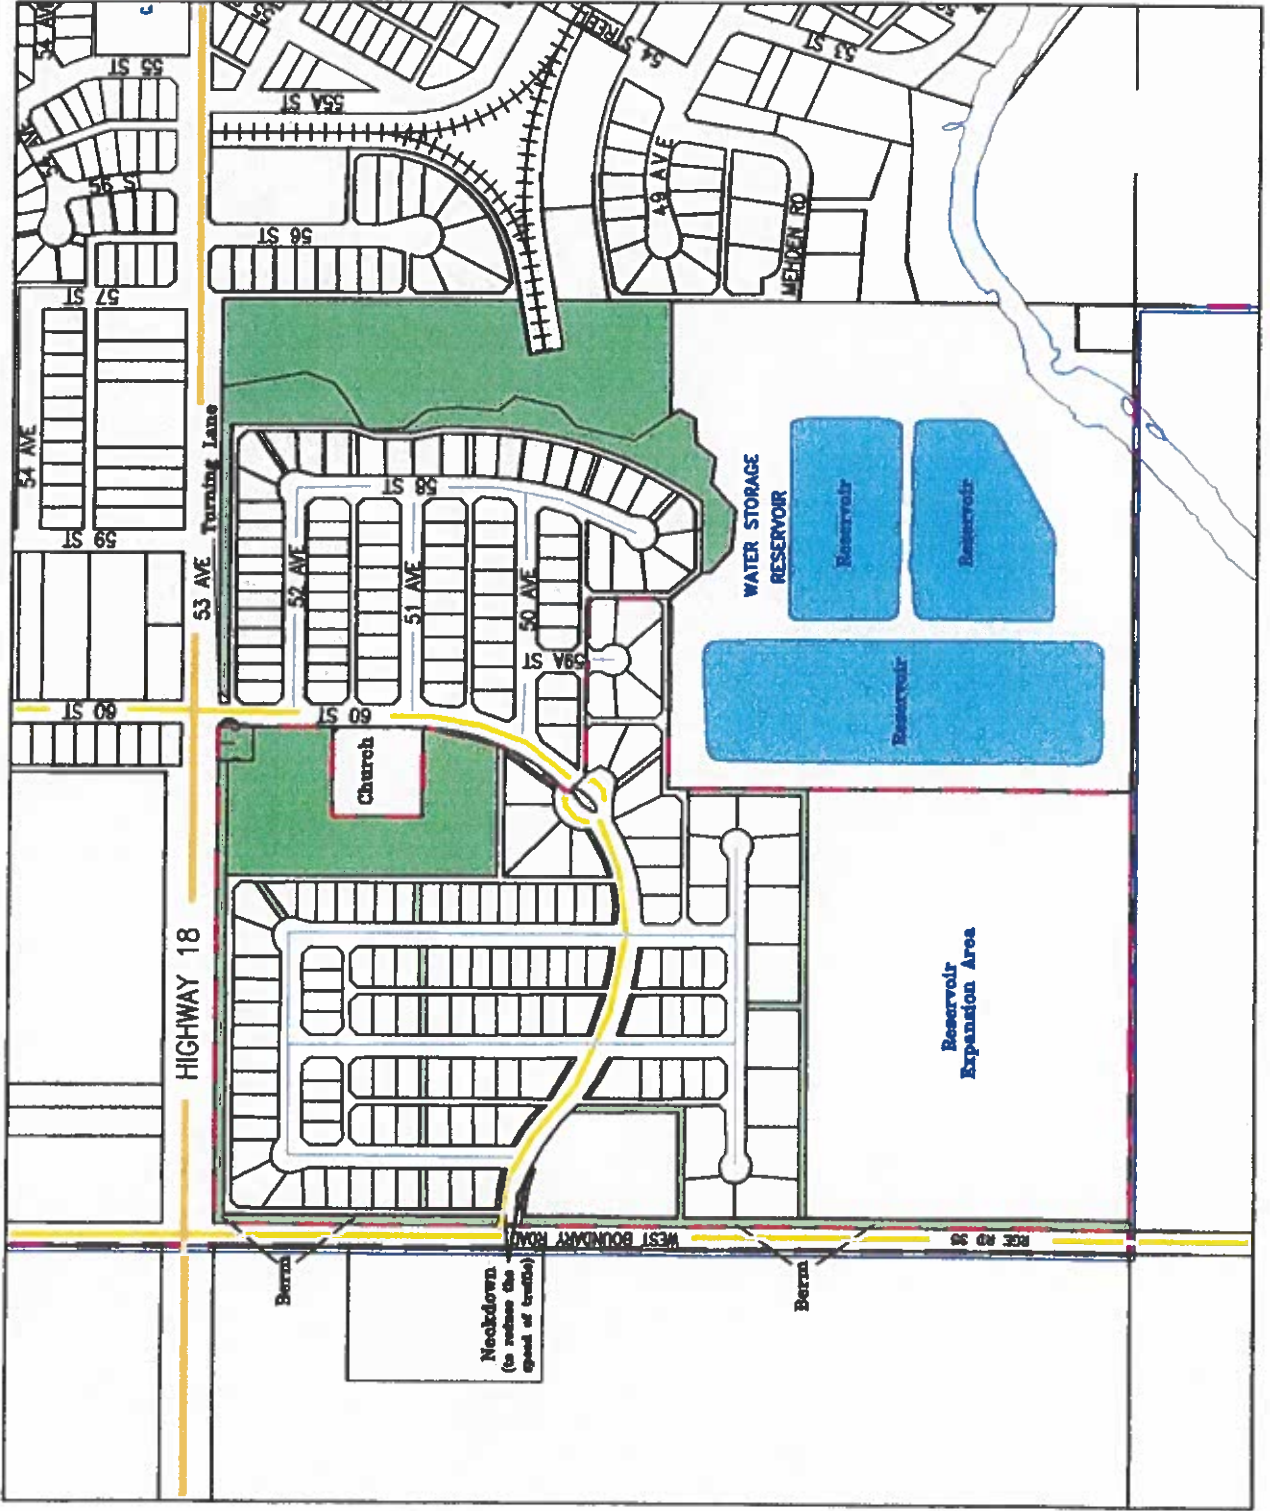 54 AV
55 ST
55A ST
54 STREET
53 ST
56 ST
49 AVE
57 ST
MEHDEN RD
54 AVE
Turning Lane
59 ST
53 AVE
52 AVE
58 ST
51 AVE
50 AVE
59A ST
60 ST
60 ST
Church
WATER STORAGE
RESERVOIR
Reservoir
Reservoir
Reservoir
HIGHWAY 18
Reservoir
Expansion Area
WEST BOUNDARY ROAD
RGE RD
Berm
Berm
Neckdown
(to reduce the
speed of traffic)